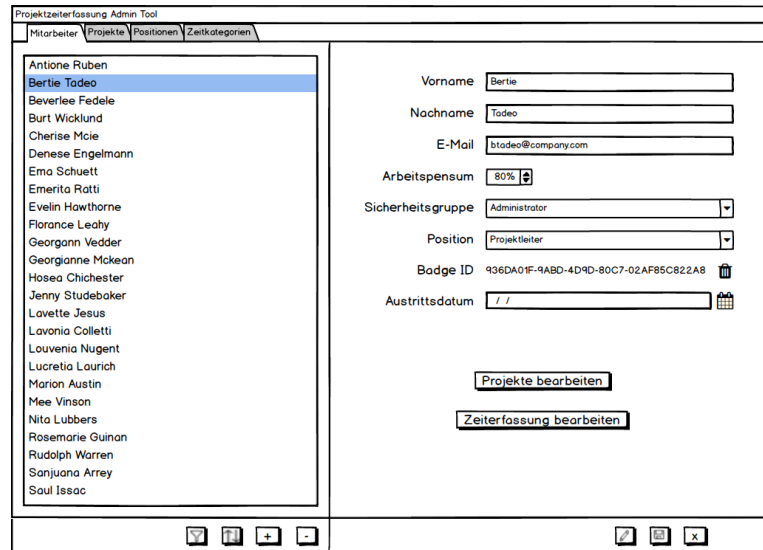 Projektzeiterfassung Admin Tool
Mitarbeiter Projekte Positionen Zeitkategorien
Antione Ruben
Bertie Tadeo
Beverlee Fedele
Burt Wicklund
Cherise Mcie
Denese Engelmann
Ema Schuett
Emerita Ratti
Evelin Hawthorne
Florance Leahy
Georgann Vedder
Georgianne Mckean
Hosea Chichester
Jenny Studebaker
Lavette Jesus
Lavonia Colletti
Louvenia Nugent
Lucretia Laurich
Marion Austin
Mee Vinson
Nita Lubbers
Rosemarie Guinan
Rudolph Warren
Sanjuana Arrey
Saul Issac
Vorname Bertie
Nachname Tadeo
E-Mail btadeo@company.com
Arbeitspensum 80%
Sicherheitsgruppe Administrator
Position Projektleiter
Badge ID 936DA01F-9ABD-4D9D-80C7-02AF85C822A8
Austrittsdatum / /
Projekte bearbeiten
Zeiterfassung bearbeiten
+ - x